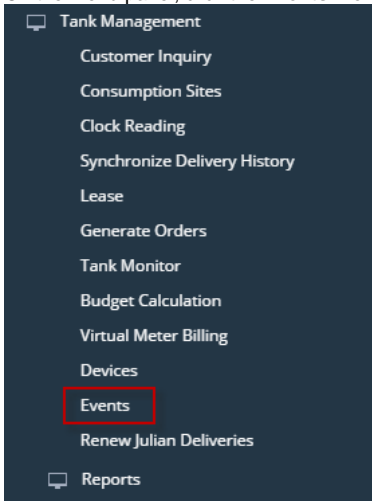 Tank Management
Customer Inquiry
Consumption Sites
Clock Reading
Synchronize Delivery History
Lease
Generate Orders
Tank Monitor
Budget Calculation
Virtual Meter Billing
Devices
Events
Renew Julian Deliveries
Reports